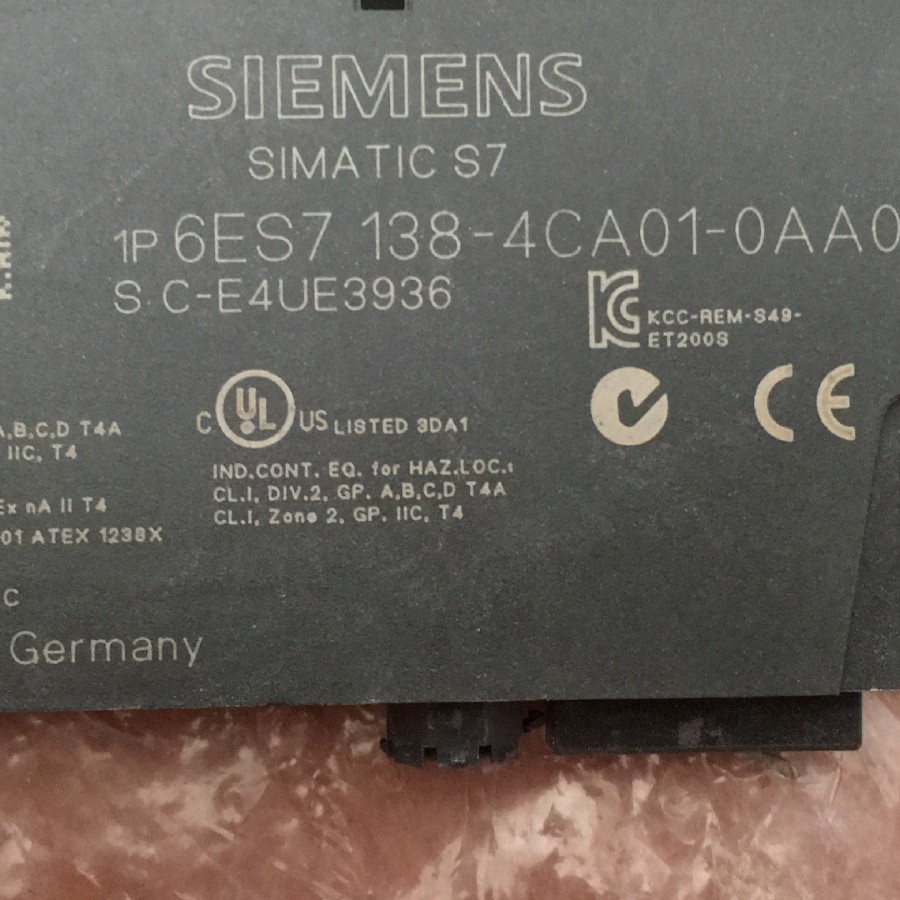 SIEMENS
SIMATIC S7
1P 6ES7 138-4CA01-0AA0
S C-E4UE3936
KCC-REM-S49-
ET200S
C UL US LISTED 3DA1
IND.CONT. EQ. for HAZ.LOC.:
CL.I, DIV.2, GP. A,B,C,D T4A
CL.I, Zone 2, GP. IIC, T4
A,B,C,D T4A
IIC, T4
Ex nA II T4
01 ATEX 1238X
C
Germany
CE